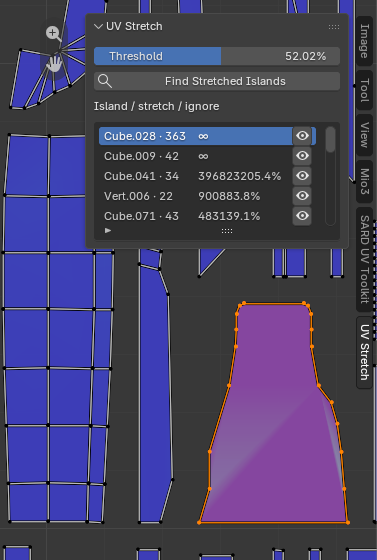 UV Stretch
Threshold 52.02%
Find Stretched Islands
Island / stretch / ignore
Cube.028 · 363 ∞
Cube.009 · 42 ∞
Cube.041 · 34 396823205.4%
Vert.006 · 22 900883.8%
Cube.071 · 43 483139.1%
Image
Tool
View
Mio3
SARD UV Toolkit
UV Stretch